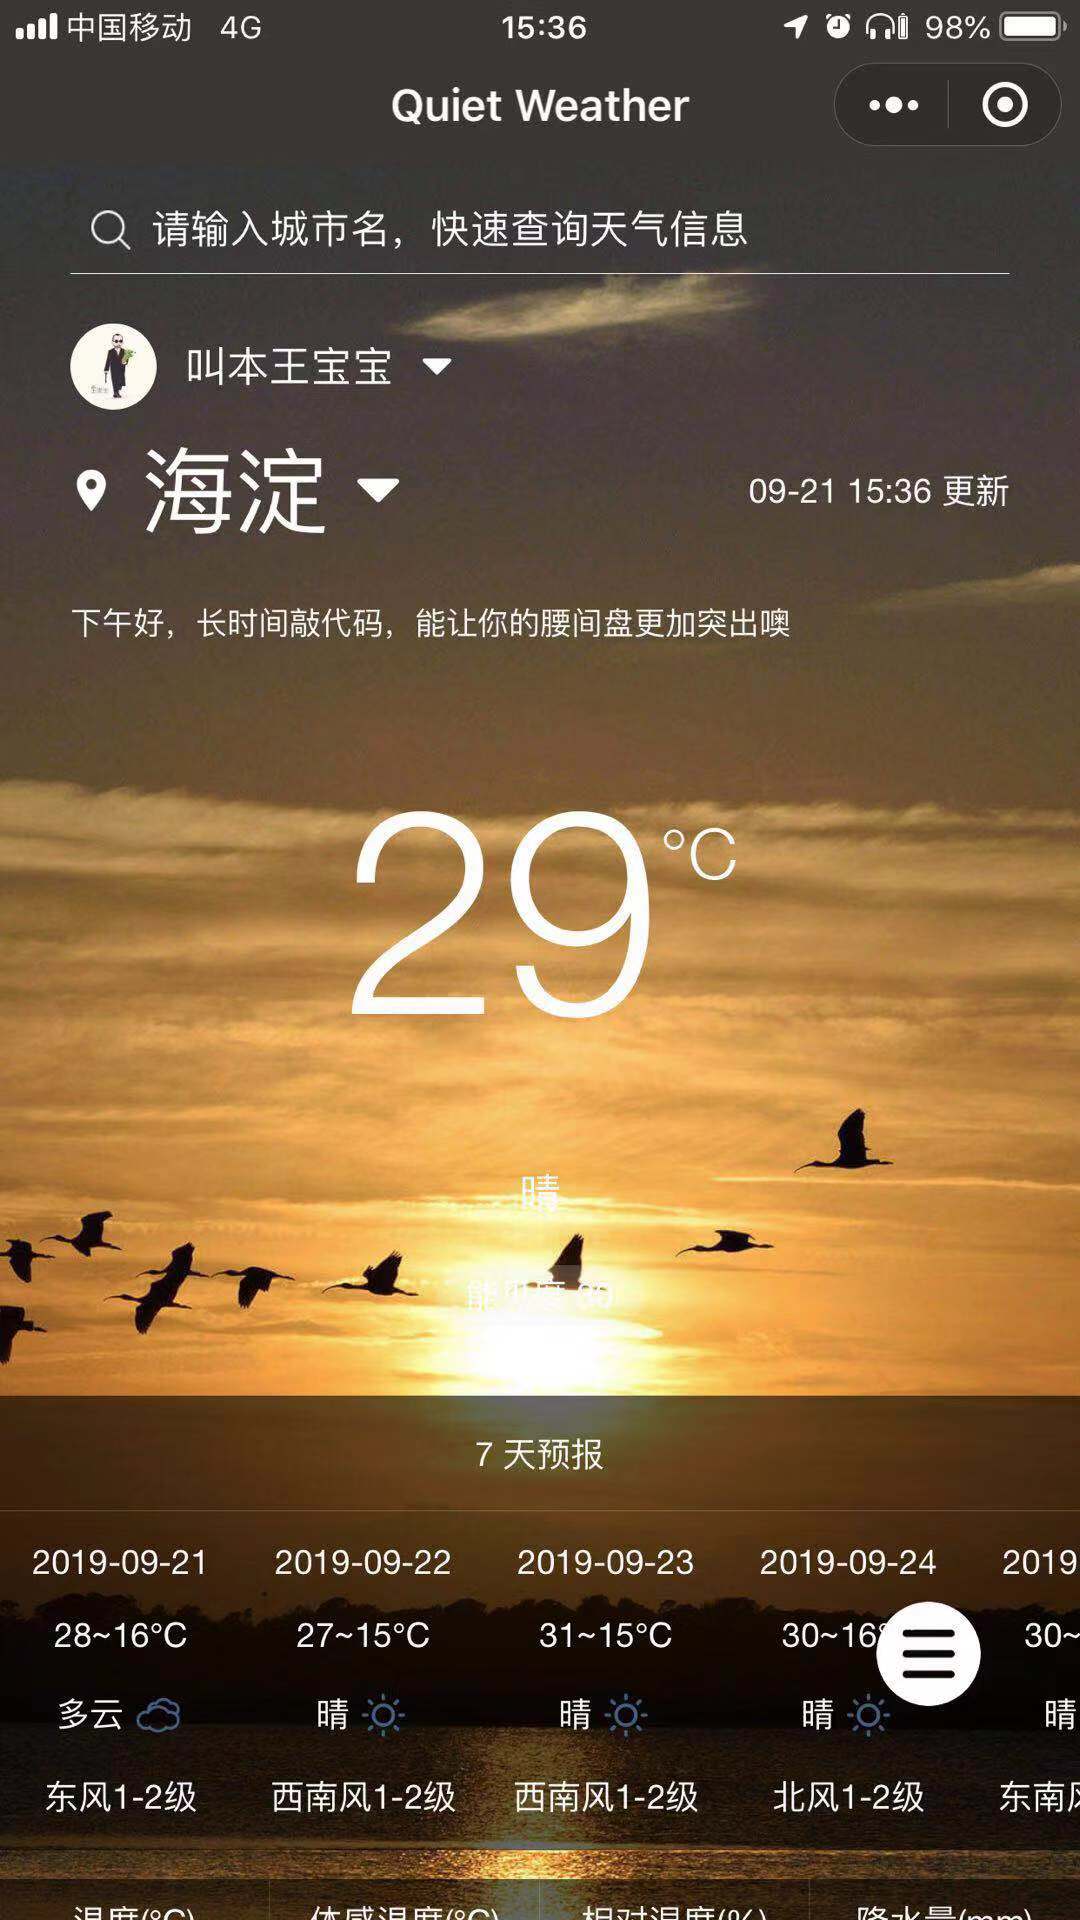 中国移动 4G 15:36 98%
Quiet Weather
请输入城市名，快速查询天气信息
叫本王宝宝
海淀
09-21 15:36 更新
下午好，长时间敲代码，能让你的腰间盘更加突出噢
29°C
晴
能见度
7 天预报
2019-09-21 2019-09-22 2019-09-23 2019-09-24 2019
28~16°C 27~15°C 31~15°C 30~16° 30~
多云 晴 晴 晴 晴
东风1-2级 西南风1-2级 西南风1-2级 北风1-2级 东南风
温度(°C) 体感温度(°C) 相对湿度(%) 降水量(mm)